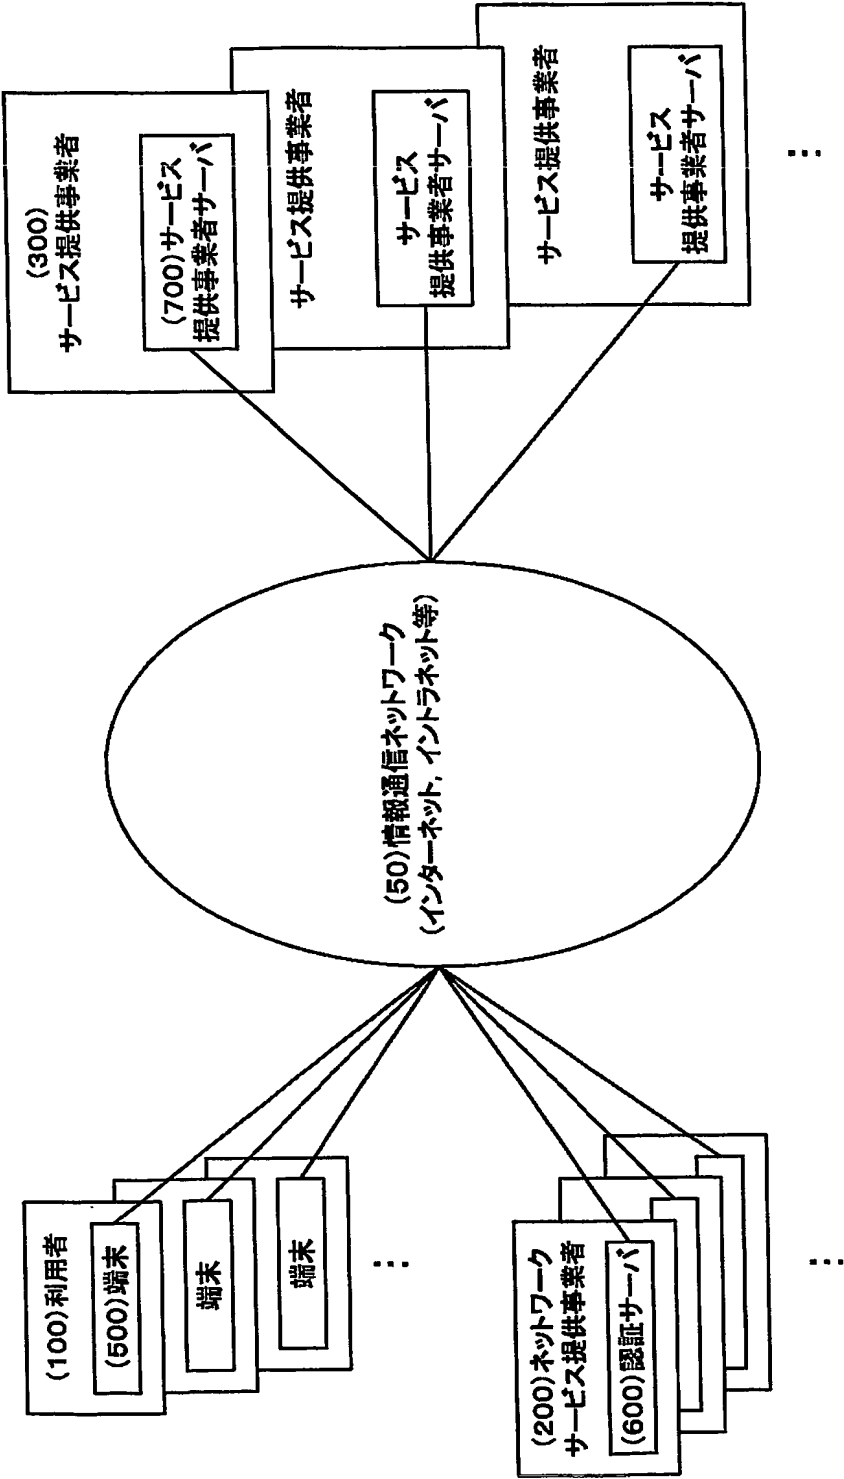 (100)利用者
(500)端末
端末
端末
(200)ネットワーク
サービス提供事業者
(600)認証サーバ
(50)情報通信ネットワーク
(インターネット, イントラネット等)
(300)
サービス提供事業者
(700)サービス
提供事業者サーバ
サービス提供事業者
サービス
提供事業者サーバ
サービス提供事業者
サービス
提供事業者サーバ